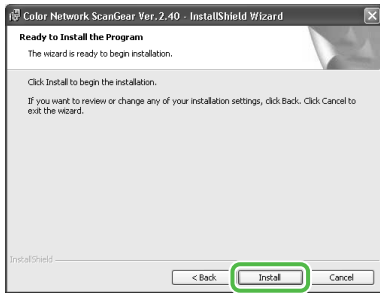 Color Network ScanGear Ver.2.40 - InstallShield Wizard
Ready to Install the Program
The wizard is ready to begin installation.
Click Install to begin the installation.
If you want to review or change any of your installation settings, click Back. Click Cancel to
exit the wizard.
InstallShield
< Back
Install
Cancel